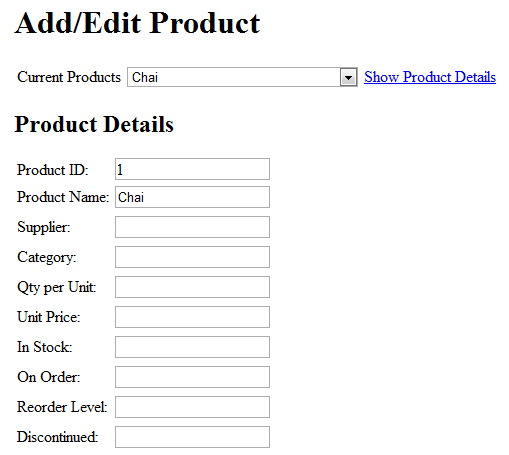 Add/Edit Product
Current Products Chai Show Product Details
Product Details
Product ID: 1
Product Name: Chai
Supplier:
Category:
Qty per Unit:
Unit Price:
In Stock:
On Order:
Reorder Level:
Discontinued: